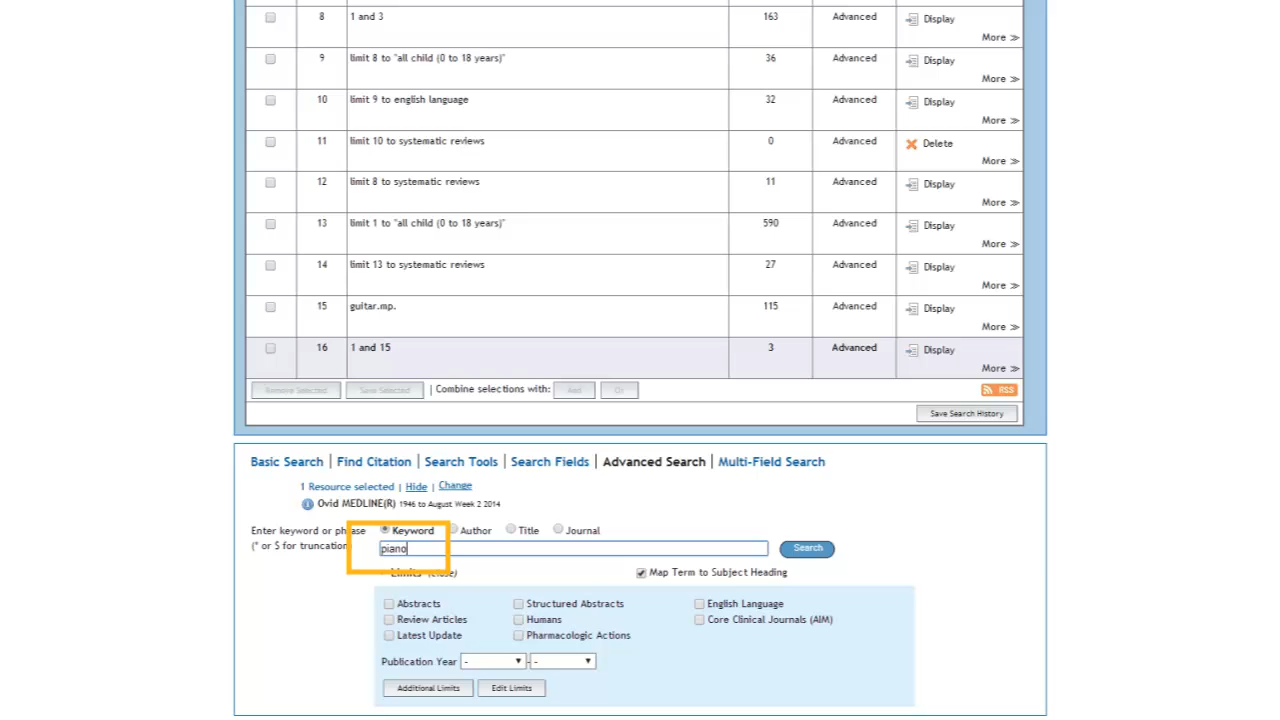 8 1 and 3 163 Advanced Display
More ≫
9 limit 8 to "all child (0 to 18 years)" 36 Advanced Display
More ≫
10 limit 9 to english language 32 Advanced Display
More ≫
11 limit 10 to systematic reviews 0 Advanced Delete
More ≫
12 limit 8 to systematic reviews 11 Advanced Display
More ≫
13 limit 1 to "all child (0 to 18 years)" 590 Advanced Display
More ≫
14 limit 13 to systematic reviews 27 Advanced Display
More ≫
15 guitar.mp. 115 Advanced Display
More ≫
16 1 and 15 3 Advanced Display
More ≫
Remove Selected Save Selected | Combine selections with: And Or RSS
Save Search History
Basic Search | Find Citation | Search Tools | Search Fields | Advanced Search | Multi-Field Search
1 Resource selected | Hide | Change
Ovid MEDLINE(R) 1946 to August Week 2 2014
Enter keyword or phrase Keyword Author Title Journal
(* or $ for truncation) piano Search
Limits (close) Map Term to Subject Heading
Abstracts Structured Abstracts English Language
Review Articles Humans Core Clinical Journals (AIM)
Latest Update Pharmacologic Actions
Publication Year - - -
Additional Limits Edit Limits